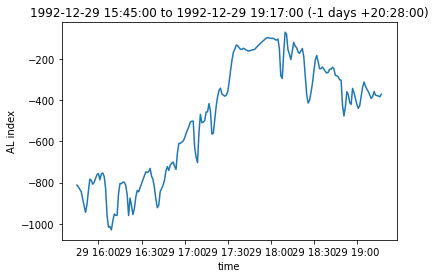 1992-12-29 15:45:00 to 1992-12-29 19:17:00 (-1 days +20:28:00)
AL index
−200
−400
−600
−800
−1000
29 16:00 29 16:30 29 17:00 29 17:30 29 18:00 29 18:30 29 19:00
time